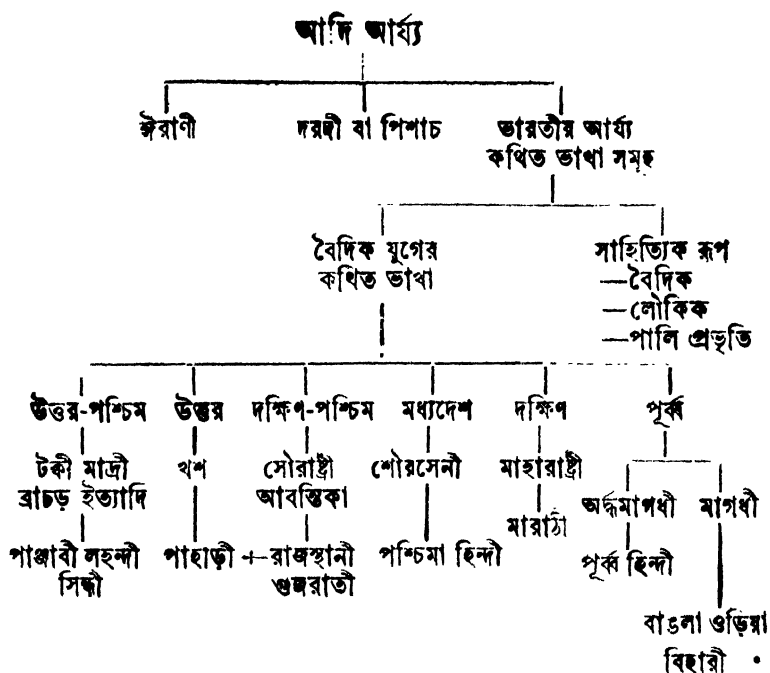 আদি আর্য্য
ঈরাণী দরদী বা পিশাচ ভারতীর আর্য্য
কথিত ভাষা সমূহ
বৈদিক যুগের সাহিত্যিক রূপ
কথিত ভাষা —বৈদিক
—লৌকিক
—পালি প্রভৃতি
উত্তর-পশ্চিম উত্তর দক্ষিণ-পশ্চিম মধ্যদেশ দক্ষিণ পূর্ব্ব
টক্কী মাদ্রী খশ সৌরাষ্ট্রী শৌরসেনী মাহারাষ্ট্রী
ব্রাচড় ইত্যাদি আবন্তিকা অর্দ্ধমাগধী মাগধী
মারাঠী
পাঞ্জাবী লহন্দী পাহাড়ী রাজস্থানী পশ্চিমা হিন্দী পূর্ব্ব হিন্দী
সিন্ধী গুজরাতী
বাঙলা ওড়িয়া
বিহারী